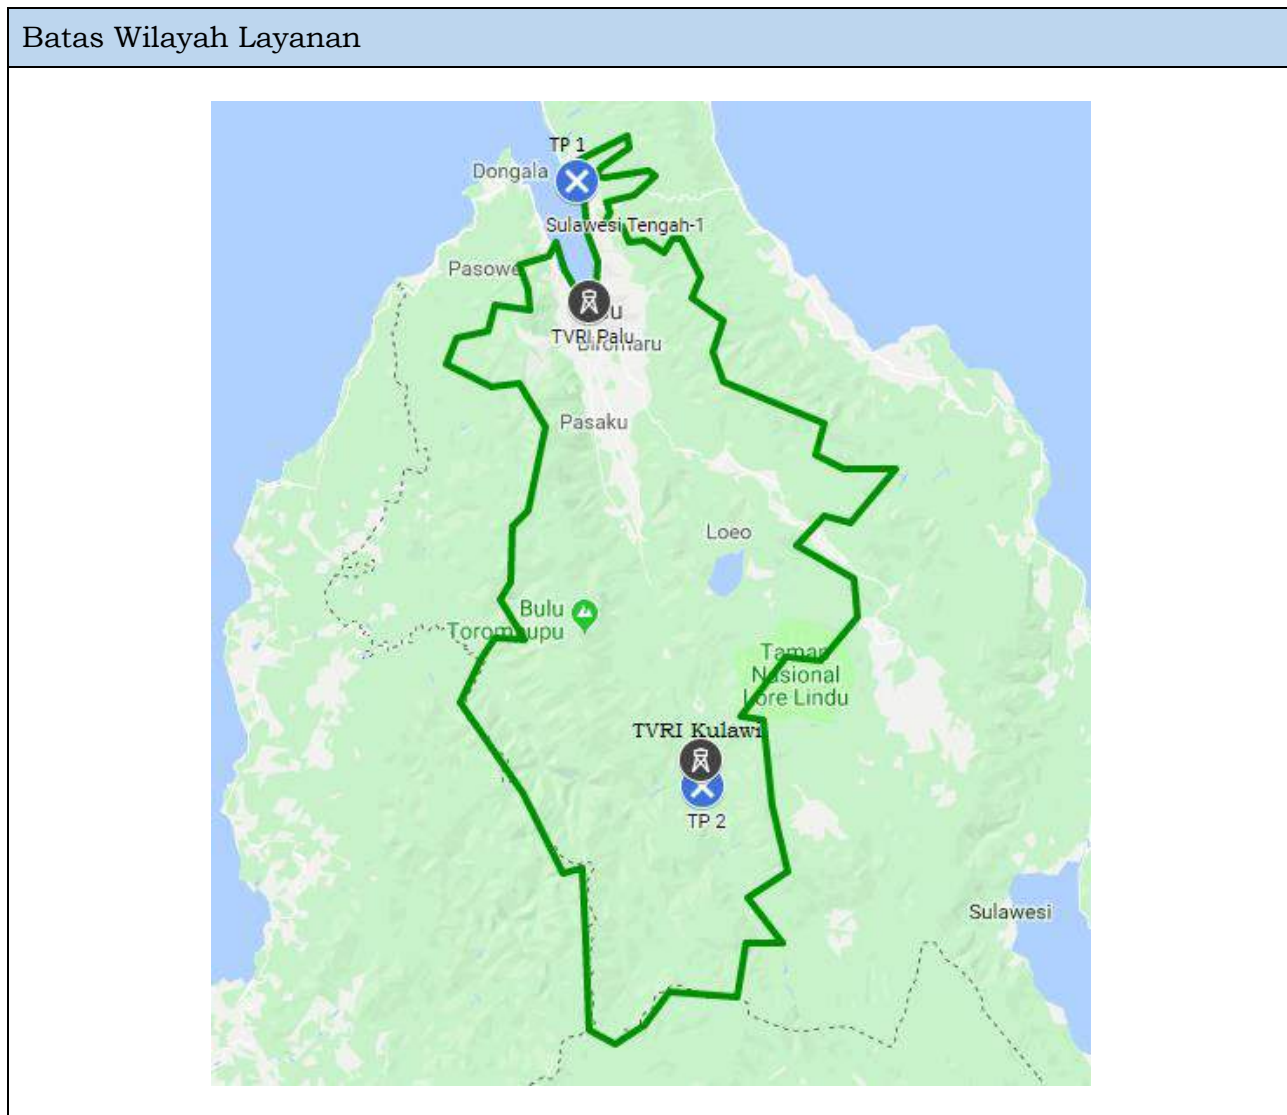 Batas Wilayah Layanan
TP 1
Dongala
Sulawesi Tengah-1
Pasowe
TVRI Palu
Biromaru
Pasaku
Loeo
Bulu
Taman
Nasional
Lore Lindu
TVRI Kulawi
TP 2
Sulawesi